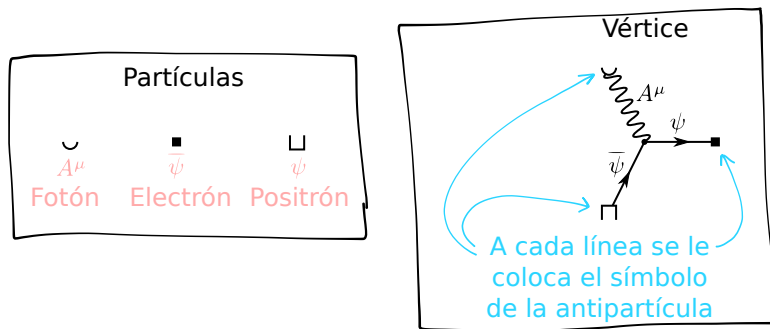 Partículas
A^μ ψ̅ ψ
Fotón Electrón Positrón
Vértice
A^μ
ψ
ψ̅
A cada línea se le
coloca el símbolo
de la antipartícula